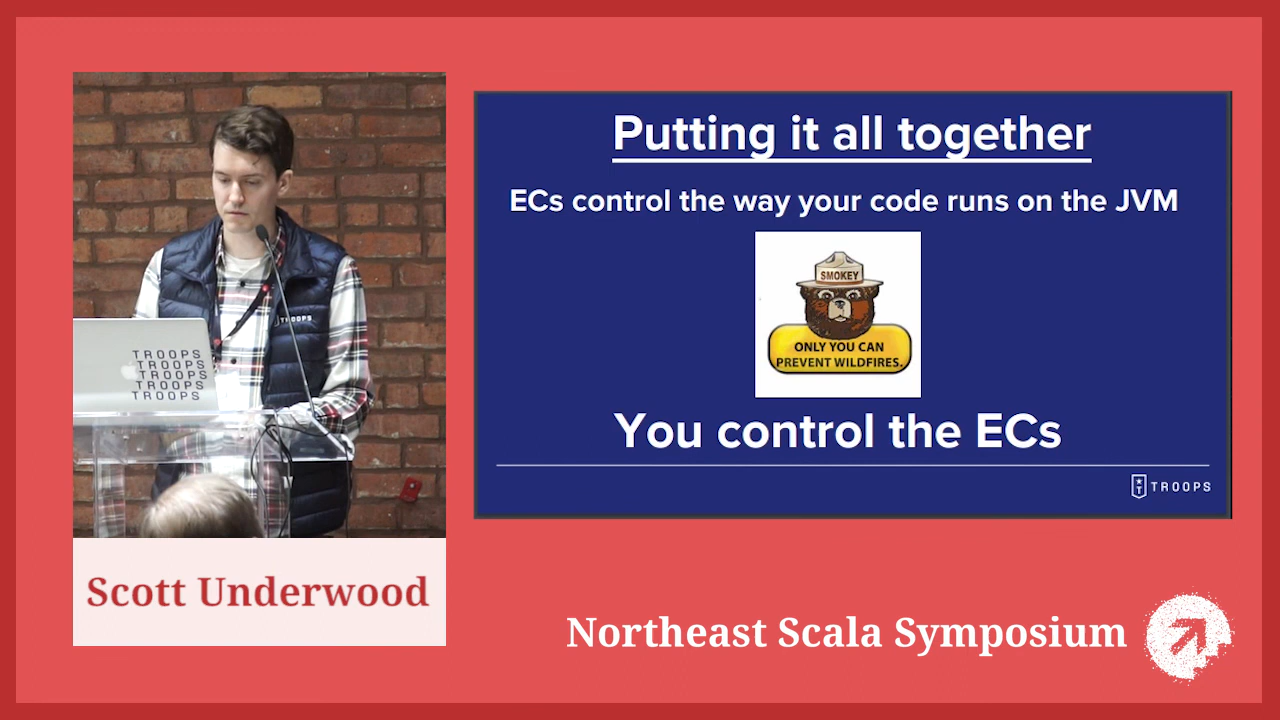 TROOPS
TROOPS
TROOPS
TROOPS
TROOPS
TROOPS
Scott Underwood
Putting it all together
ECs control the way your code runs on the JVM
SMOKEY
ONLY YOU CAN
PREVENT WILDFIRES.
You control the ECs
TROOPS
Northeast Scala Symposium